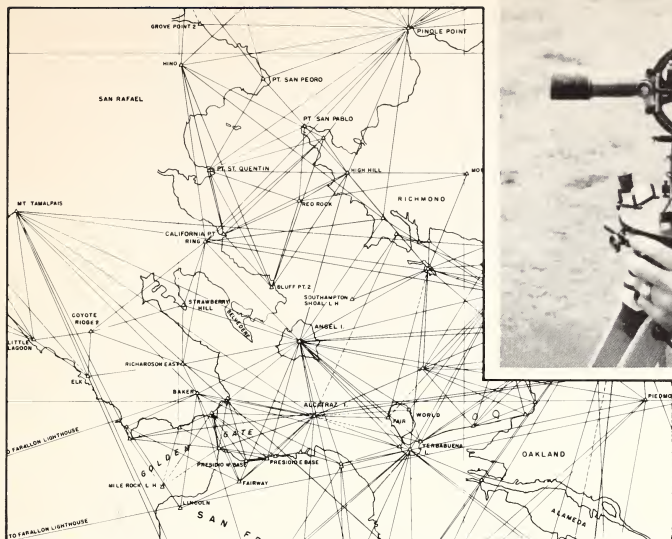 GROVE POINT 2
PINOLE POINT
HINO
PT. SAN PEDRO
SAN RAFAEL
PT SAN PABLO
PT. ST. QUENTIN
HIGH HILL
RED ROCK
RICHMOND
MT TAMALPAIS
CALIFORNIA PT
RING
BLUFF PT. 2
SOUTHAMPTON
SHOAL L H
STRAWBERRY
HILL
BELVEDERE
COYOTE
RIDGE 2
ANGEL I.
LITTLE
LAGOON
RICHARDSON EAST
ELK
BAKER
ALCATRAZ I.
WORLD
FAIR
PIEDMO
TO FARALLON LIGHTHOUSE
GOLDEN GATE
YERBABUENA
I.
OAKLAND
PRESIDIO W BASE
PRESIDIO E BASE
MILE ROCK L H
FAIRWAY
LINCOLN
ALAMEDA
SAN F
TO FARALLON LIGHTHOUSE